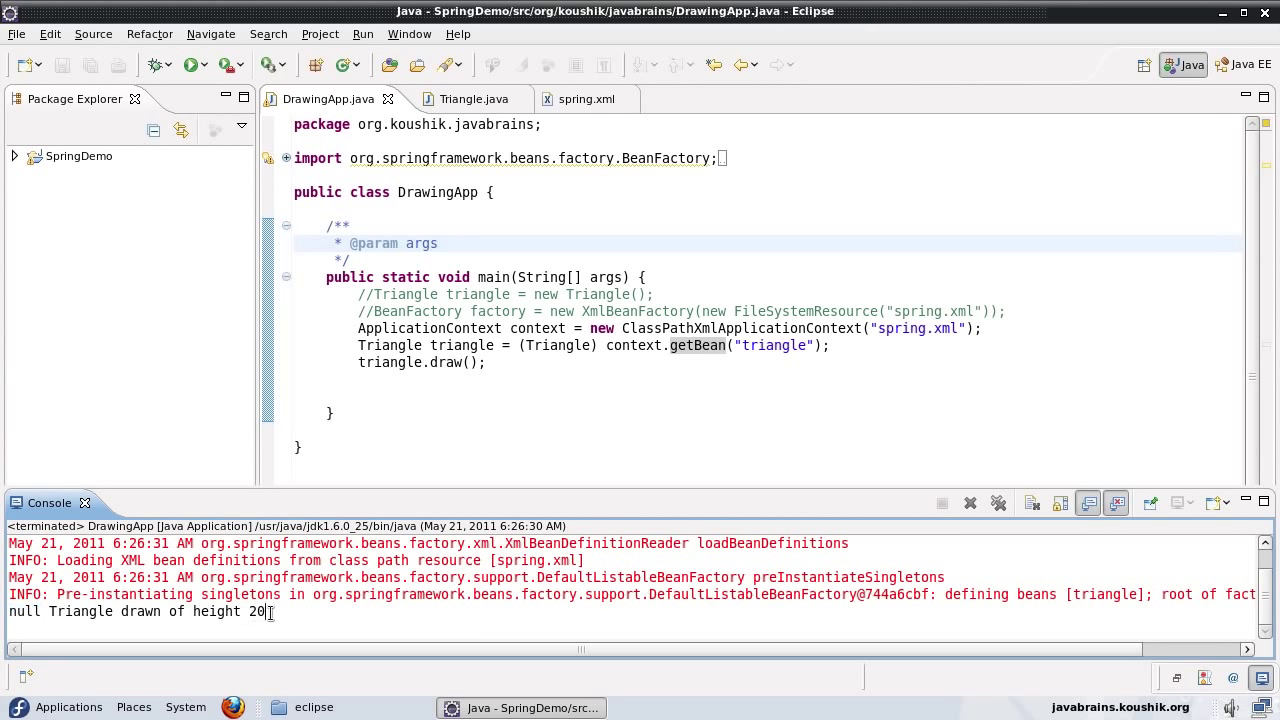 Java - SpringDemo/src/org/koushik/javabrains/DrawingApp.java - Eclipse
File Edit Source Refactor Navigate Search Project Run Window Help
Java Java EE
Package Explorer
DrawingApp.java Triangle.java spring.xml
SpringDemo
package org.koushik.javabrains;
import org.springframework.beans.factory.BeanFactory;
public class DrawingApp {
/**
* @param args
*/
public static void main(String[] args) {
//Triangle triangle = new Triangle();
//BeanFactory factory = new XmlBeanFactory(new FileSystemResource("spring.xml"));
ApplicationContext context = new ClassPathXmlApplicationContext("spring.xml");
Triangle triangle = (Triangle) context.getBean("triangle");
triangle.draw();
}
}
Console
<terminated> DrawingApp [Java Application] /usr/java/jdk1.6.0_25/bin/java (May 21, 2011 6:26:30 AM)
May 21, 2011 6:26:31 AM org.springframework.beans.factory.xml.XmlBeanDefinitionReader loadBeanDefinitions
INFO: Loading XML bean definitions from class path resource [spring.xml]
May 21, 2011 6:26:31 AM org.springframework.beans.factory.support.DefaultListableBeanFactory preInstantiateSingletons
INFO: Pre-instantiating singletons in org.springframework.beans.factory.support.DefaultListableBeanFactory@744a6cbf: defining beans [triangle]; root of fact
null Triangle drawn of height 20
Applications Places System eclipse Java - SpringDemo/src... javabrains.koushik.org